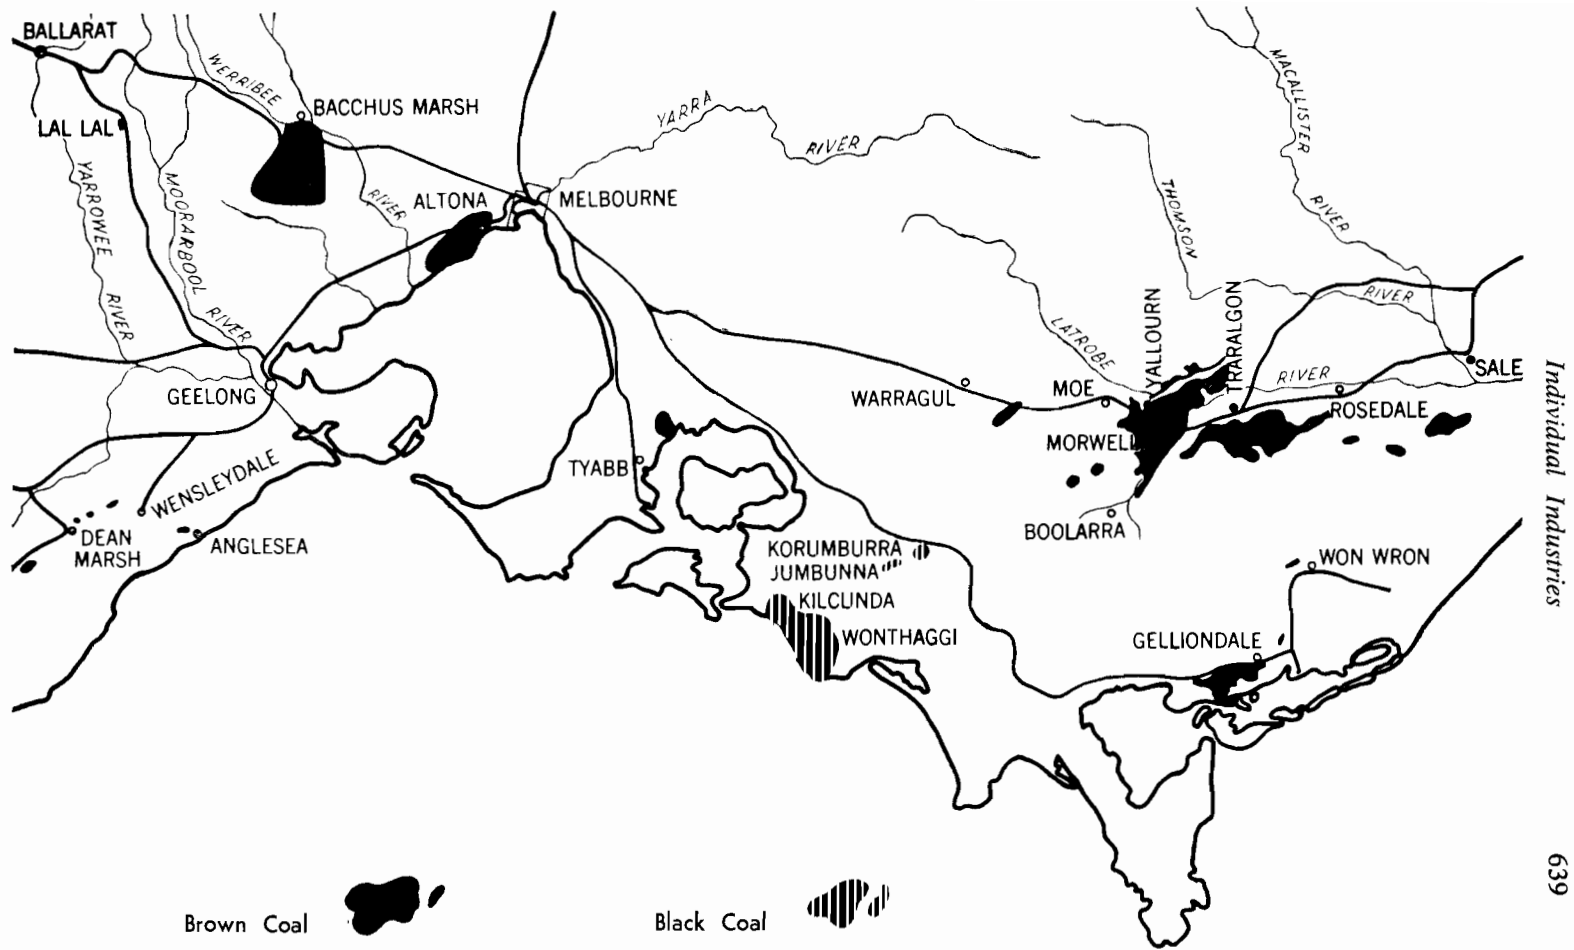 BALLARAT
WERRIBEE
BACCHUS MARSH
LAL LAL
YARRA
RIVER
MACALLISTER
RIVER
YARROWEE
RIVER
MOORARBOOL
RIVER
RIVER
ALTONA
MELBOURNE
THOMSON
RIVER
LATROBE
RIVER
YALLOURN
TRARALGON
SALE
GEELONG
WARRAGUL
MOE
ROSEDALE
MORWELL
TYABB
WENSLEYDALE
DEAN
MARSH
ANGLESEA
BOOLARRA
KORUMBURRA
JUMBUNNA
KILCUNDA
WONTHAGGI
WON WRON
GELLIONDALE
Brown Coal
Black Coal
Individual Industries
639